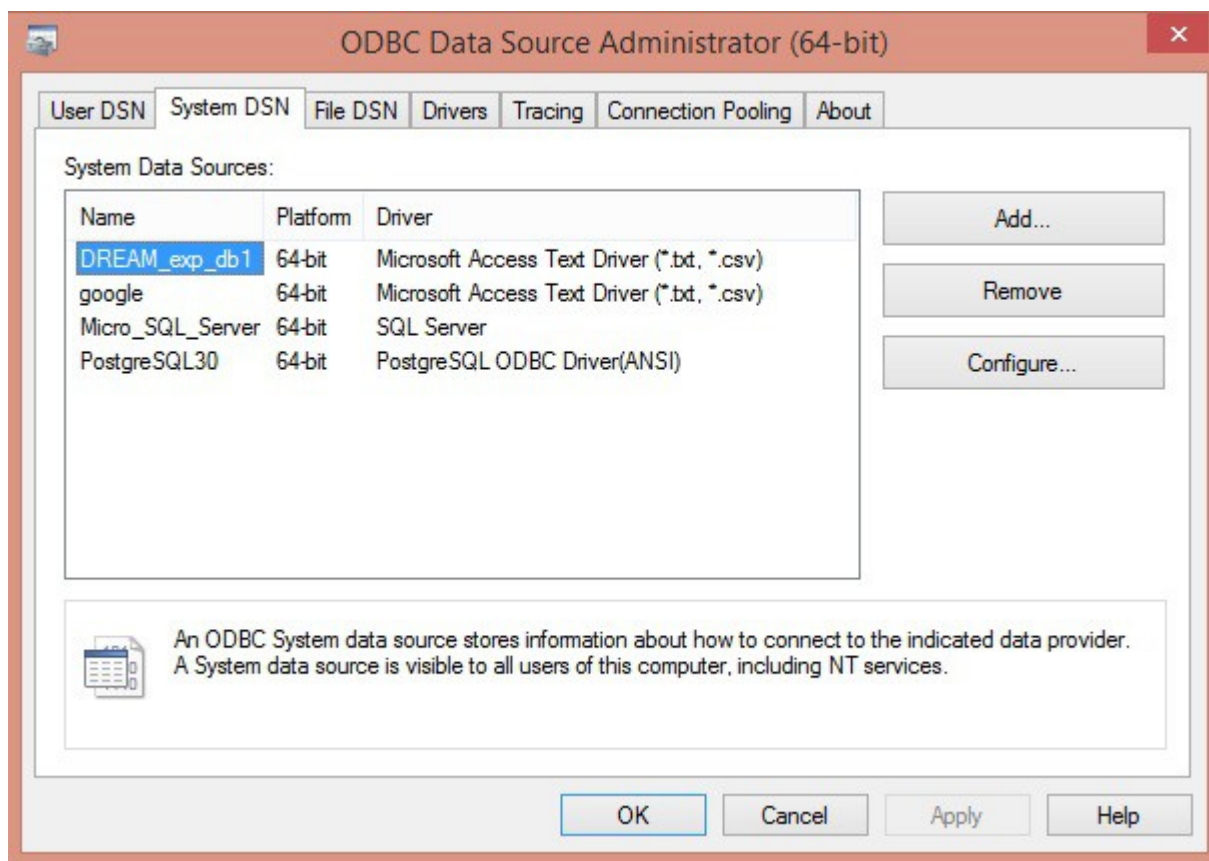 ODBC Data Source Administrator (64-bit)
User DSN System DSN File DSN Drivers Tracing Connection Pooling About
System Data Sources:
Name Platform Driver
DREAM_exp_db1 64-bit Microsoft Access Text Driver (*.txt, *.csv)
google 64-bit Microsoft Access Text Driver (*.txt, *.csv)
Micro_SQL_Server 64-bit SQL Server
PostgreSQL30 64-bit PostgreSQL ODBC Driver(ANSI)
Add...
Remove
Configure...
An ODBC System data source stores information about how to connect to the indicated data provider.
A System data source is visible to all users of this computer, including NT services.
OK Cancel Apply Help